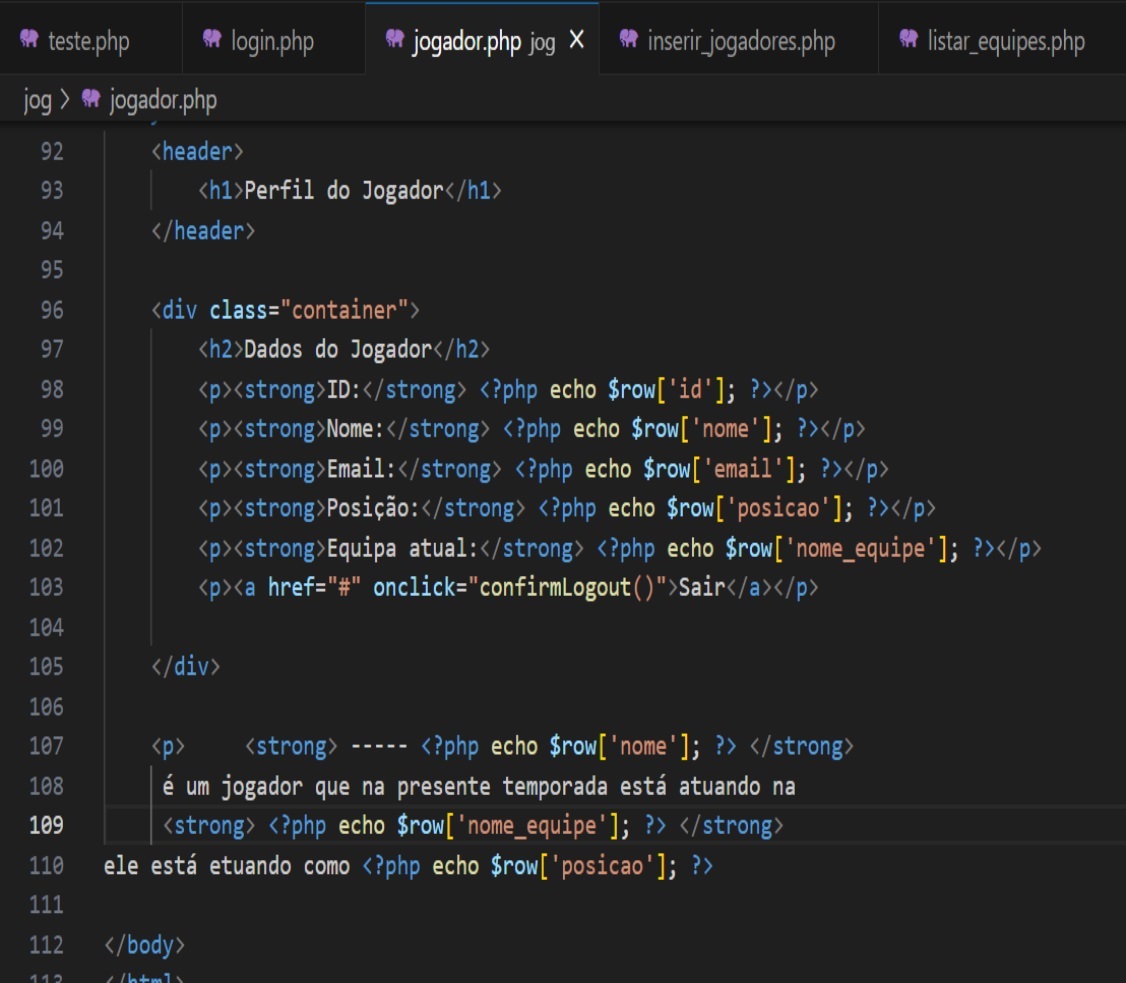 teste.php login.php jogador.php jog X inserir_jogadores.php listar_equipes.php
jog > jogador.php
92 <header>
93 <h1>Perfil do Jogador</h1>
94 </header>
95
96 <div class="container">
97 <h2>Dados do Jogador</h2>
98 <p><strong>ID:</strong> <?php echo $row['id']; ?></p>
99 <p><strong>Nome:</strong> <?php echo $row['nome']; ?></p>
100 <p><strong>Email:</strong> <?php echo $row['email']; ?></p>
101 <p><strong>Posição:</strong> <?php echo $row['posicao']; ?></p>
102 <p><strong>Equipa atual:</strong> <?php echo $row['nome_equipe']; ?></p>
103 <p><a href="#" onclick="confirmLogout()">Sair</a></p>
104
105 </div>
106
107 <p> <strong> ----- <?php echo $row['nome']; ?> </strong>
108 é um jogador que na presente temporada está atuando na
109 <strong> <?php echo $row['nome_equipe']; ?> </strong>
110 ele está etuando como <?php echo $row['posicao']; ?>
111
112 </body>
113 </html>